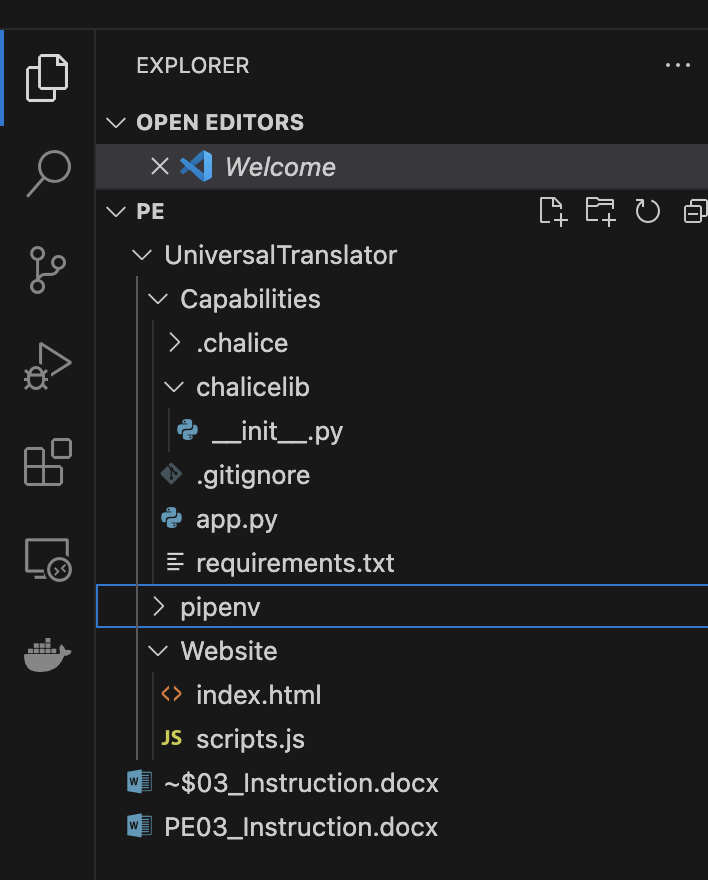 EXPLORER
OPEN EDITORS
Welcome
PE
UniversalTranslator
Capabilities
.chalice
chalicelib
__init__.py
.gitignore
app.py
requirements.txt
pipenv
Website
index.html
JS scripts.js
~$03_Instruction.docx
PE03_Instruction.docx